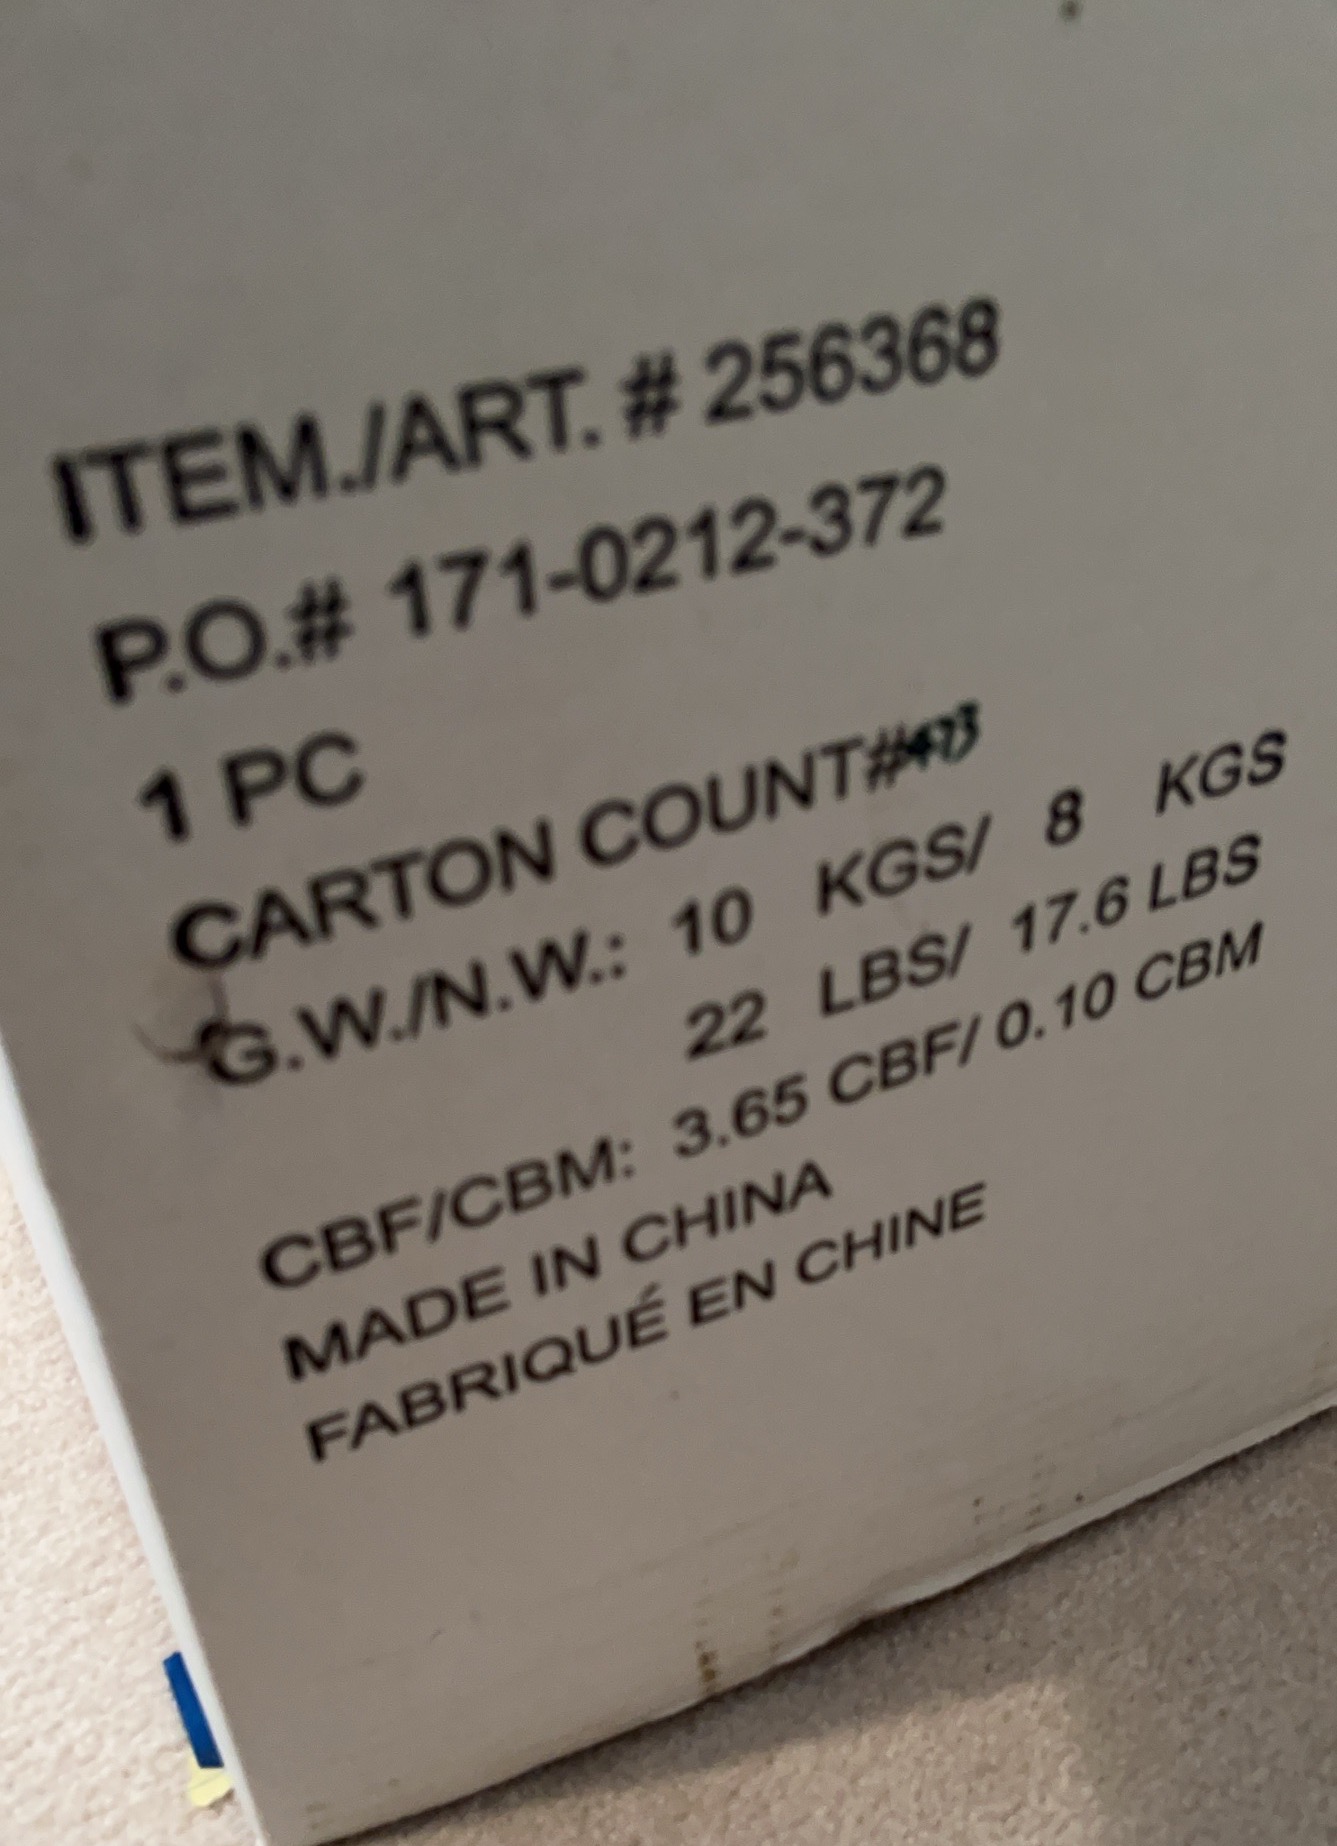 ITEM./ART. # 256368
P.O.# 171-0212-372
1 PC
CARTON COUNT#
G.W./N.W.: 10 KGS/ 8 KGS
22 LBS/ 17.6 LBS
CBF/CBM: 3.65 CBF/ 0.10 CBM
MADE IN CHINA
FABRIQUÉ EN CHINE